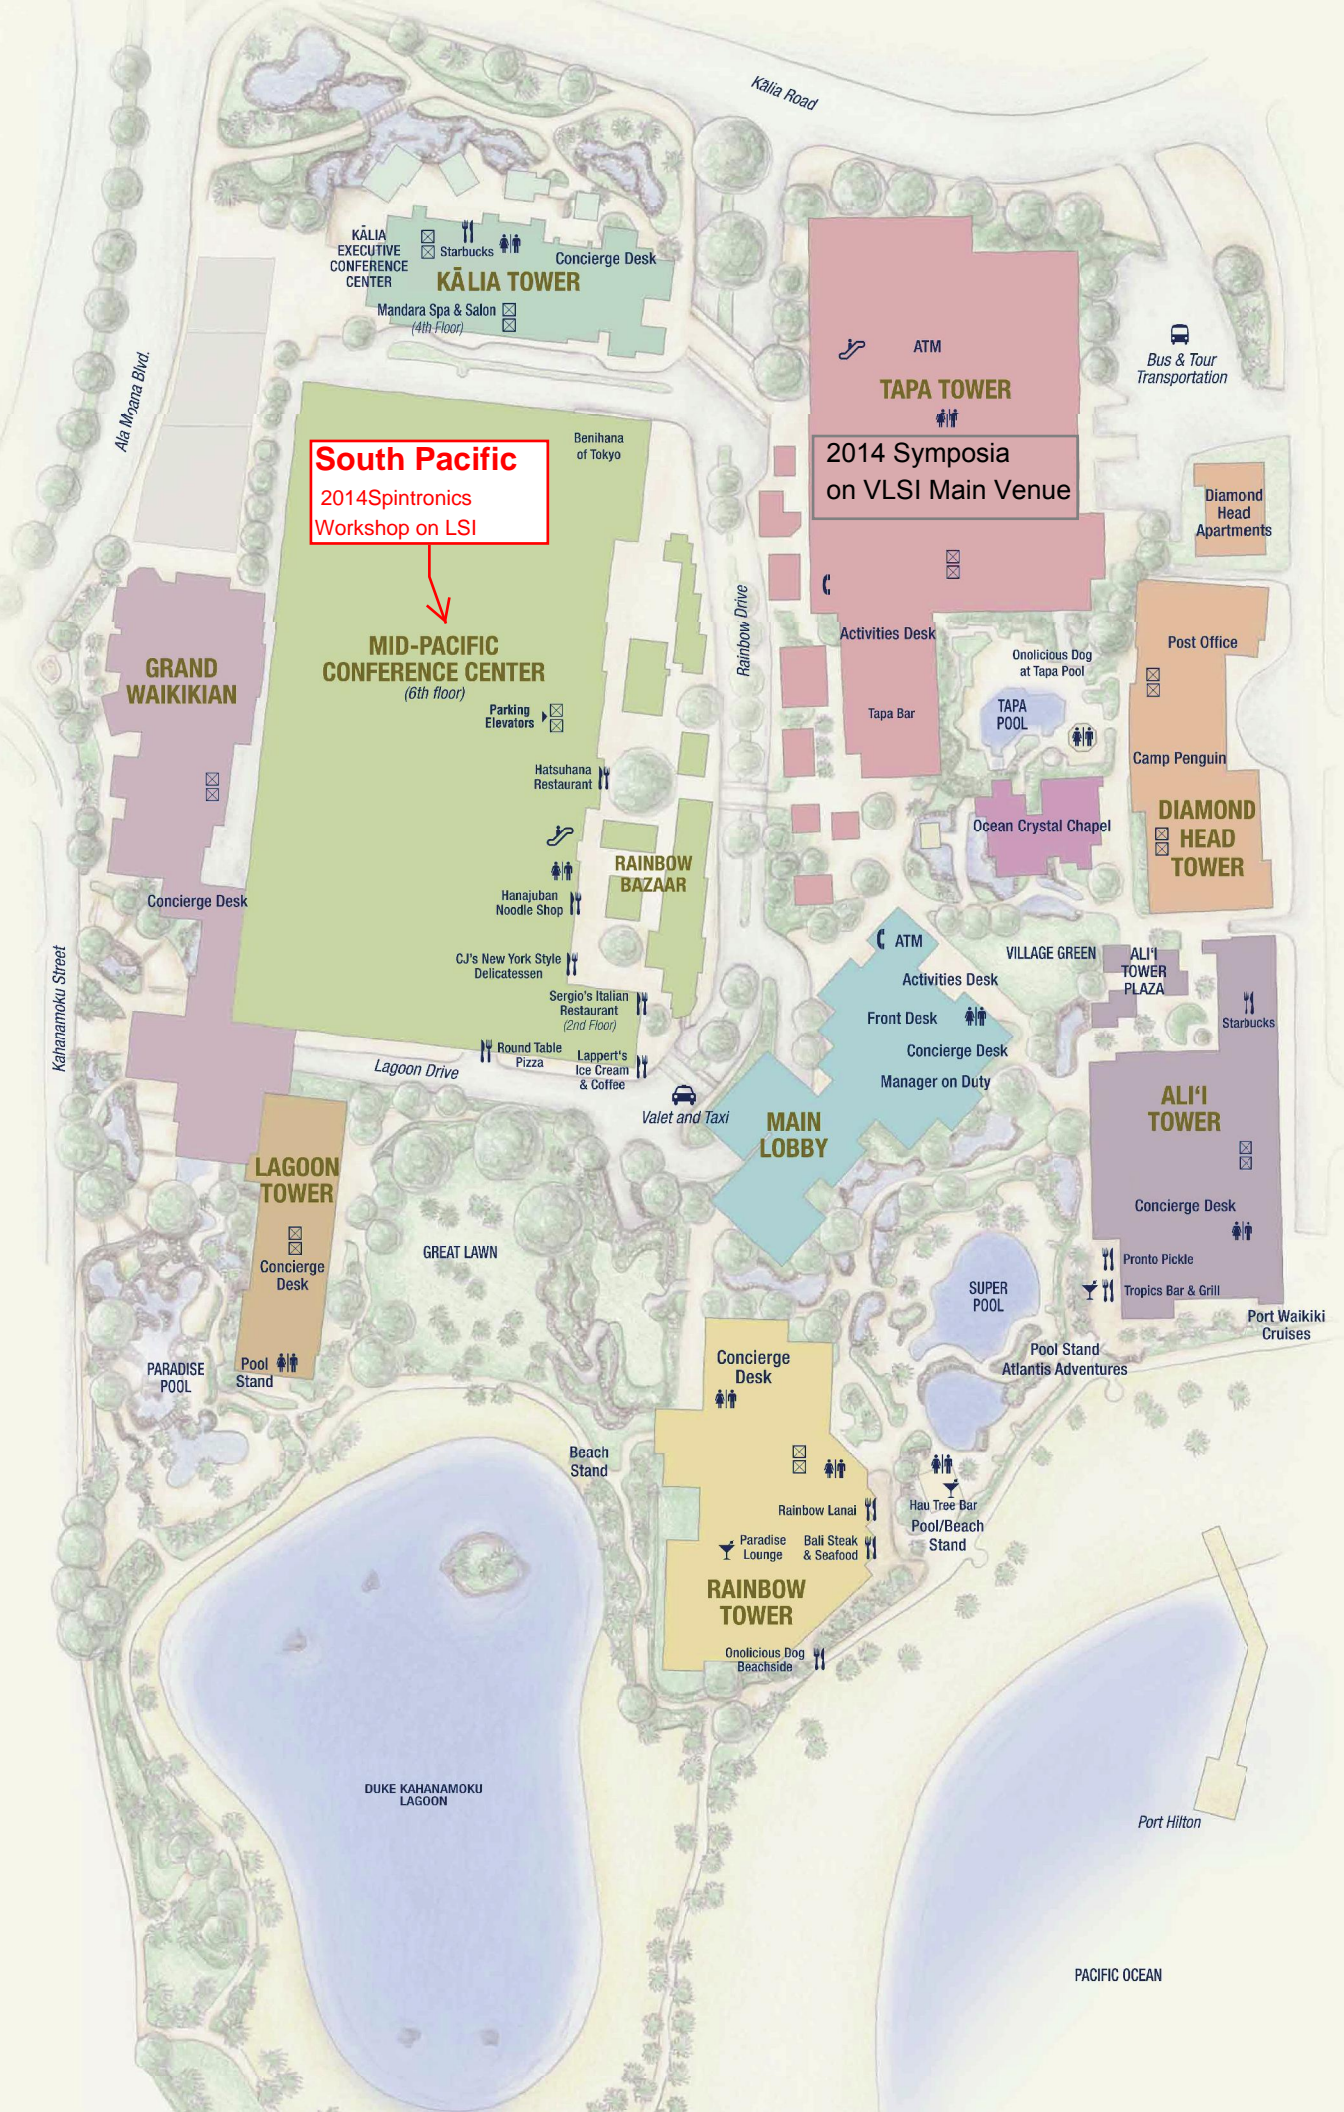 Kālia Road
KĀLIA
EXECUTIVE
CONFERENCE
CENTER
Starbucks
Concierge Desk
KĀLIA TOWER
Mandara Spa & Salon
(4th Floor)
Ala Moana Blvd.
ATM
TAPA TOWER
Bus & Tour
Transportation
Benihana
of Tokyo
South Pacific
2014Spintronics
Workshop on LSI
2014 Symposia
on VLSI Main Venue
Diamond
Head
Apartments
Rainbow Drive
Activities Desk
Tapa Bar
Onolicious Dog
at Tapa Pool
TAPA
POOL
Post Office
Camp Penguin
DIAMOND
HEAD
TOWER
GRAND
WAIKIKIAN
MID-PACIFIC
CONFERENCE CENTER
(6th floor)
Parking
Elevators
Hatsuhana
Restaurant
Ocean Crystal Chapel
RAINBOW
BAZAAR
Concierge Desk
Hanajuban
Noodle Shop
CJ's New York Style
Delicatessen
Sergio's Italian
Restaurant
(2nd Floor)
Round Table
Pizza
Lappert's
Ice Cream
& Coffee
Kahanamoku Street
Lagoon Drive
Valet and Taxi
ATM
Activities Desk
Front Desk
Concierge Desk
Manager on Duty
MAIN
LOBBY
VILLAGE GREEN
ALI‘I
TOWER
PLAZA
Starbucks
ALI‘I
TOWER
Concierge Desk
Pronto Pickle
Tropics Bar & Grill
Port Waikiki
Cruises
LAGOON
TOWER
Concierge
Desk
GREAT LAWN
SUPER
POOL
Pool Stand
Atlantis Adventures
PARADISE
POOL
Pool
Stand
Concierge
Desk
Beach
Stand
Rainbow Lanai
Paradise
Lounge
Bali Steak
& Seafood
Hau Tree Bar
Pool/Beach
Stand
RAINBOW
TOWER
Onolicious Dog
Beachside
DUKE KAHANAMOKU
LAGOON
Port Hilton
PACIFIC OCEAN